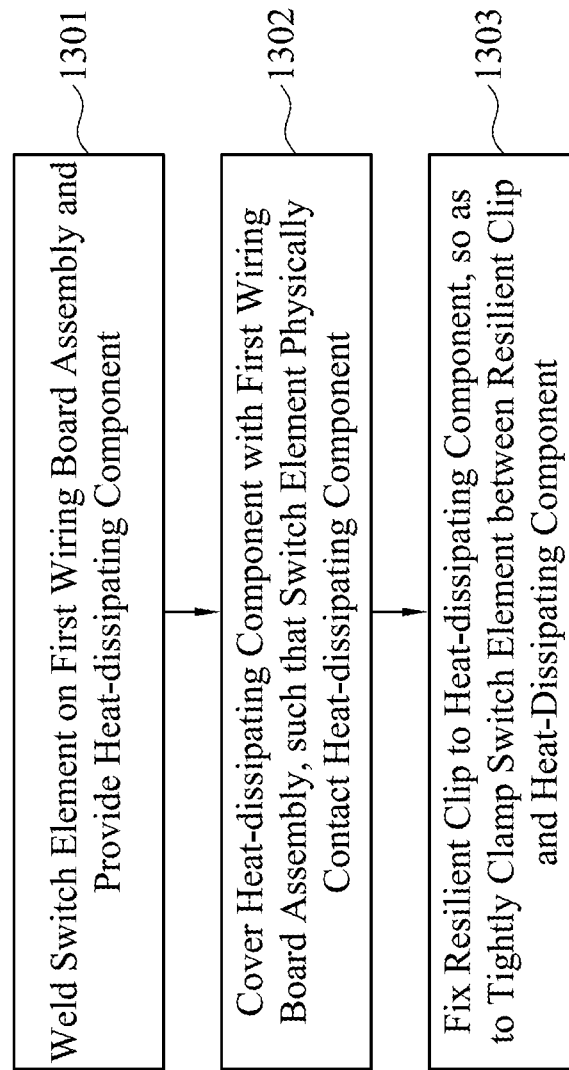 Weld Switch Element on First Wiring Board Assembly and
Provide Heat-dissipating Component
1301
Cover Heat-dissipating Component with First Wiring
Board Assembly, such that Switch Element Physically
Contact Heat-dissipating Component
1302
Fix Resilient Clip to Heat-dissipating Component, so as
to Tightly Clamp Switch Element between Resilient Clip
and Heat-Dissipating Component
1303